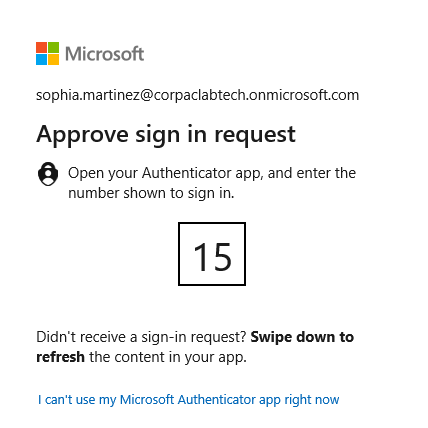 Microsoft
sophia.martinez@corpaclabtech.onmicrosoft.com
Approve sign in request
Open your Authenticator app, and enter the
number shown to sign in.
15
Didn't receive a sign-in request? Swipe down to
refresh the content in your app.
I can't use my Microsoft Authenticator app right now